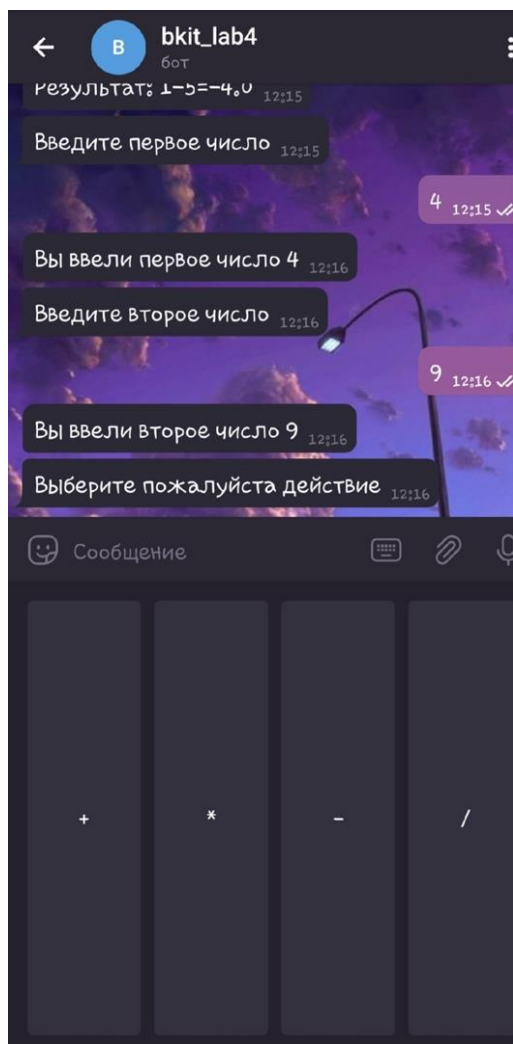 bkit_lab4
бот
Результат: 1-5=-4.0 12:15
Введите первое число 12:15
4 12:15
Вы ввели первое число 4 12:16
Введите второе число 12:16
9 12:16
Вы ввели второе число 9 12:16
Выберите пожалуйста действие 12:16
Сообщение
+ * - /